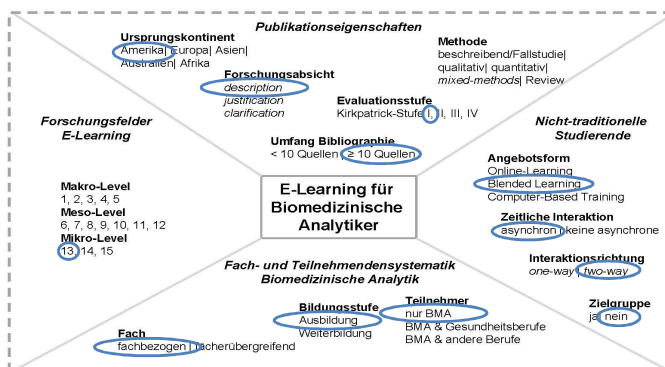 Publikationseigenschaften
Ursprungskontinent
Amerika| Europa| Asien|
Australien| Afrika
Methode
beschreibend/Fallstudie|
qualitativ| quantitativ|
mixed-methods| Review
Forschungsabsicht
description
justification
clarification
Evaluationsstufe
Kirkpatrick-Stufe I, II, III, IV
Umfang Bibliographie
< 10 Quellen | ≥ 10 Quellen
Forschungsfelder
E-Learning
Makro-Level
1, 2, 3, 4, 5
Meso-Level
6, 7, 8, 9, 10, 11, 12
Mikro-Level
13, 14, 15
E-Learning für
Biomedizinische
Analytiker
Nicht-traditionelle
Studierende
Angebotsform
Online-Learning
Blended Learning
Computer-Based Training
Zeitliche Interaktion
asynchron | keine asynchrone
Interaktionsrichtung
one-way | two-way
Zielgruppe
ja| nein
Fach- und Teilnehmendensystematik
Biomedizinische Analytik
Fach
fachbezogen | fächerübergreifend
Bildungsstufe
Ausbildung
Weiterbildung
Teilnehmer
nur BMA
BMA & Gesundheitsberufe
BMA & andere Berufe